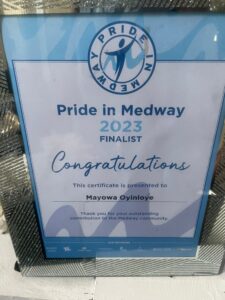 PRIDE IN MEDWAY
Pride in Medway
2023
FINALIST
Congratulations
This certificate is presented to
Mayowa Oyinloye
Thank you for your outstanding
contribution to the Medway community.